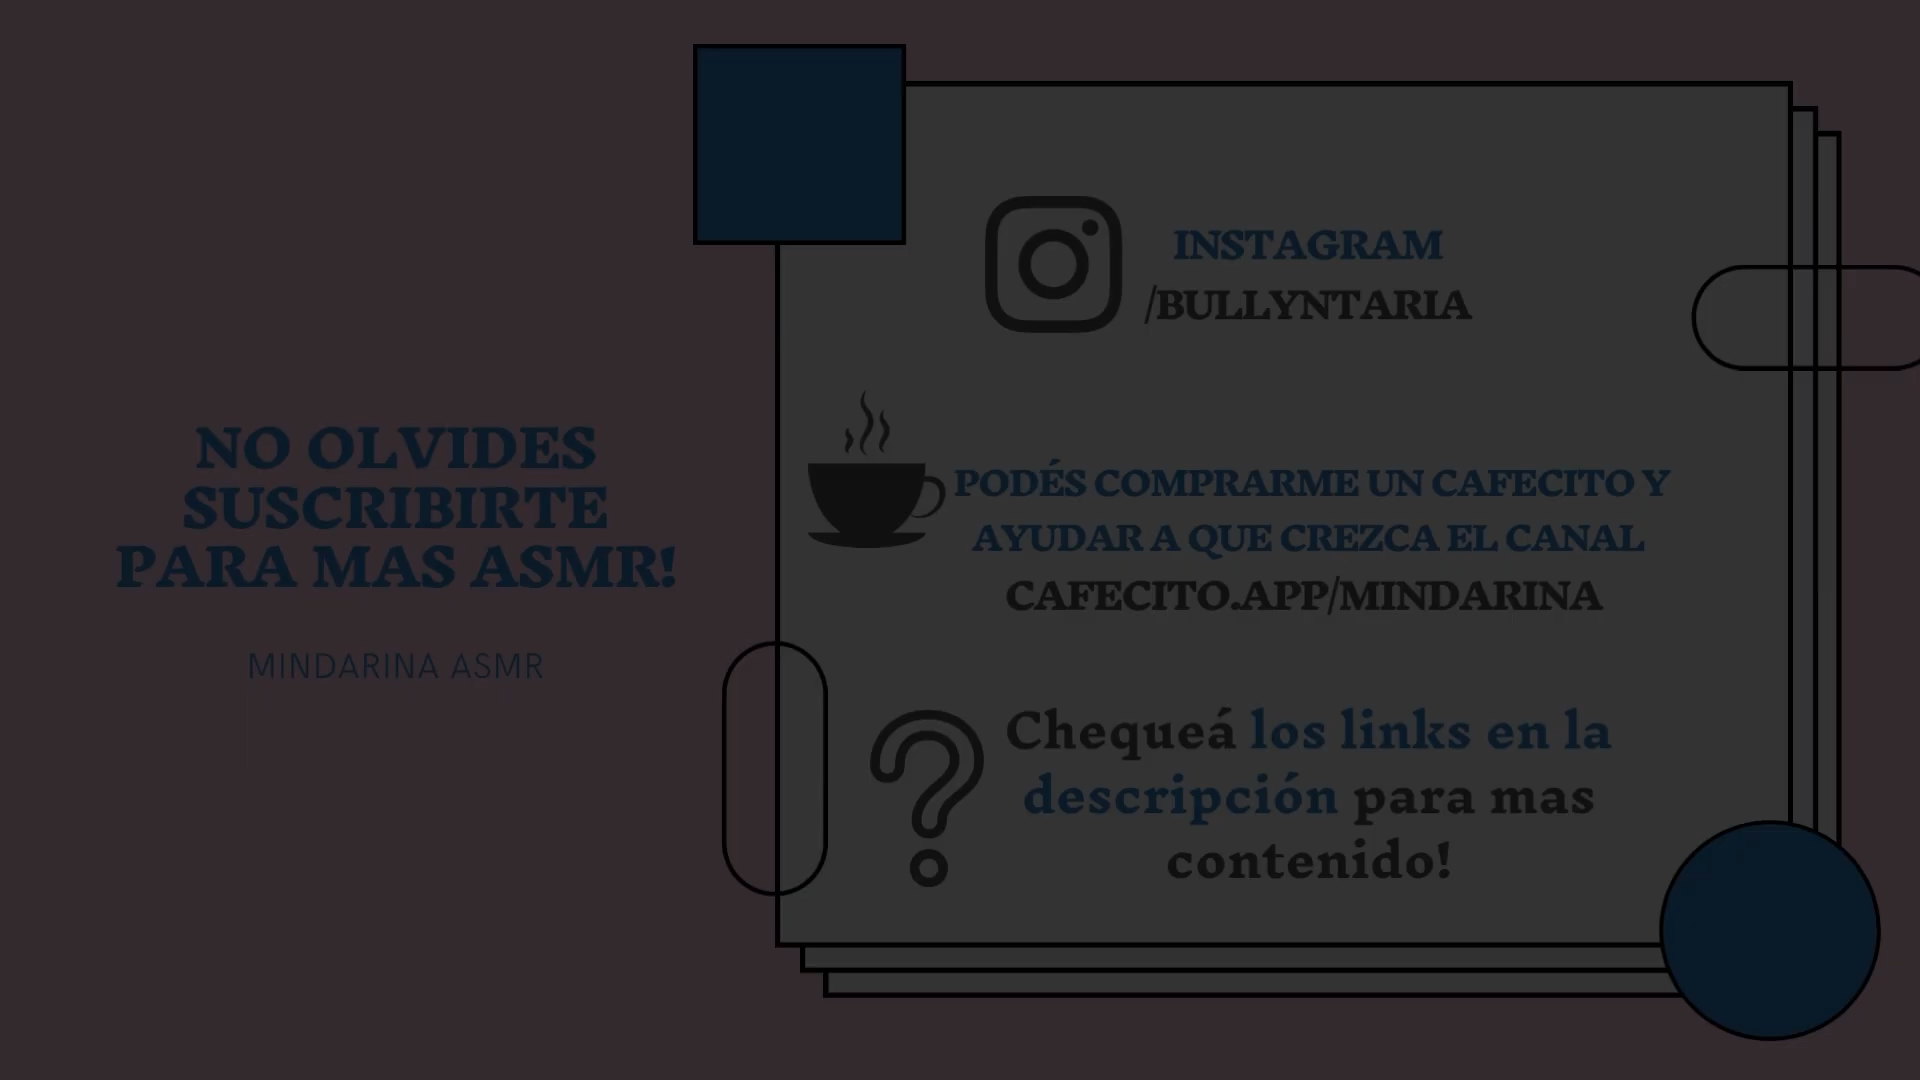 NO OLVIDES
SUSCRIBIRTE
PARA MAS ASMR!
MINDARINA ASMR
INSTAGRAM
/BULLYNTARIA
PODÉS COMPRARME UN CAFECITO Y
AYUDAR A QUE CREZCA EL CANAL
CAFECITO.APP/MINDARINA
Chequeá los links en la
descripción para mas
contenido!